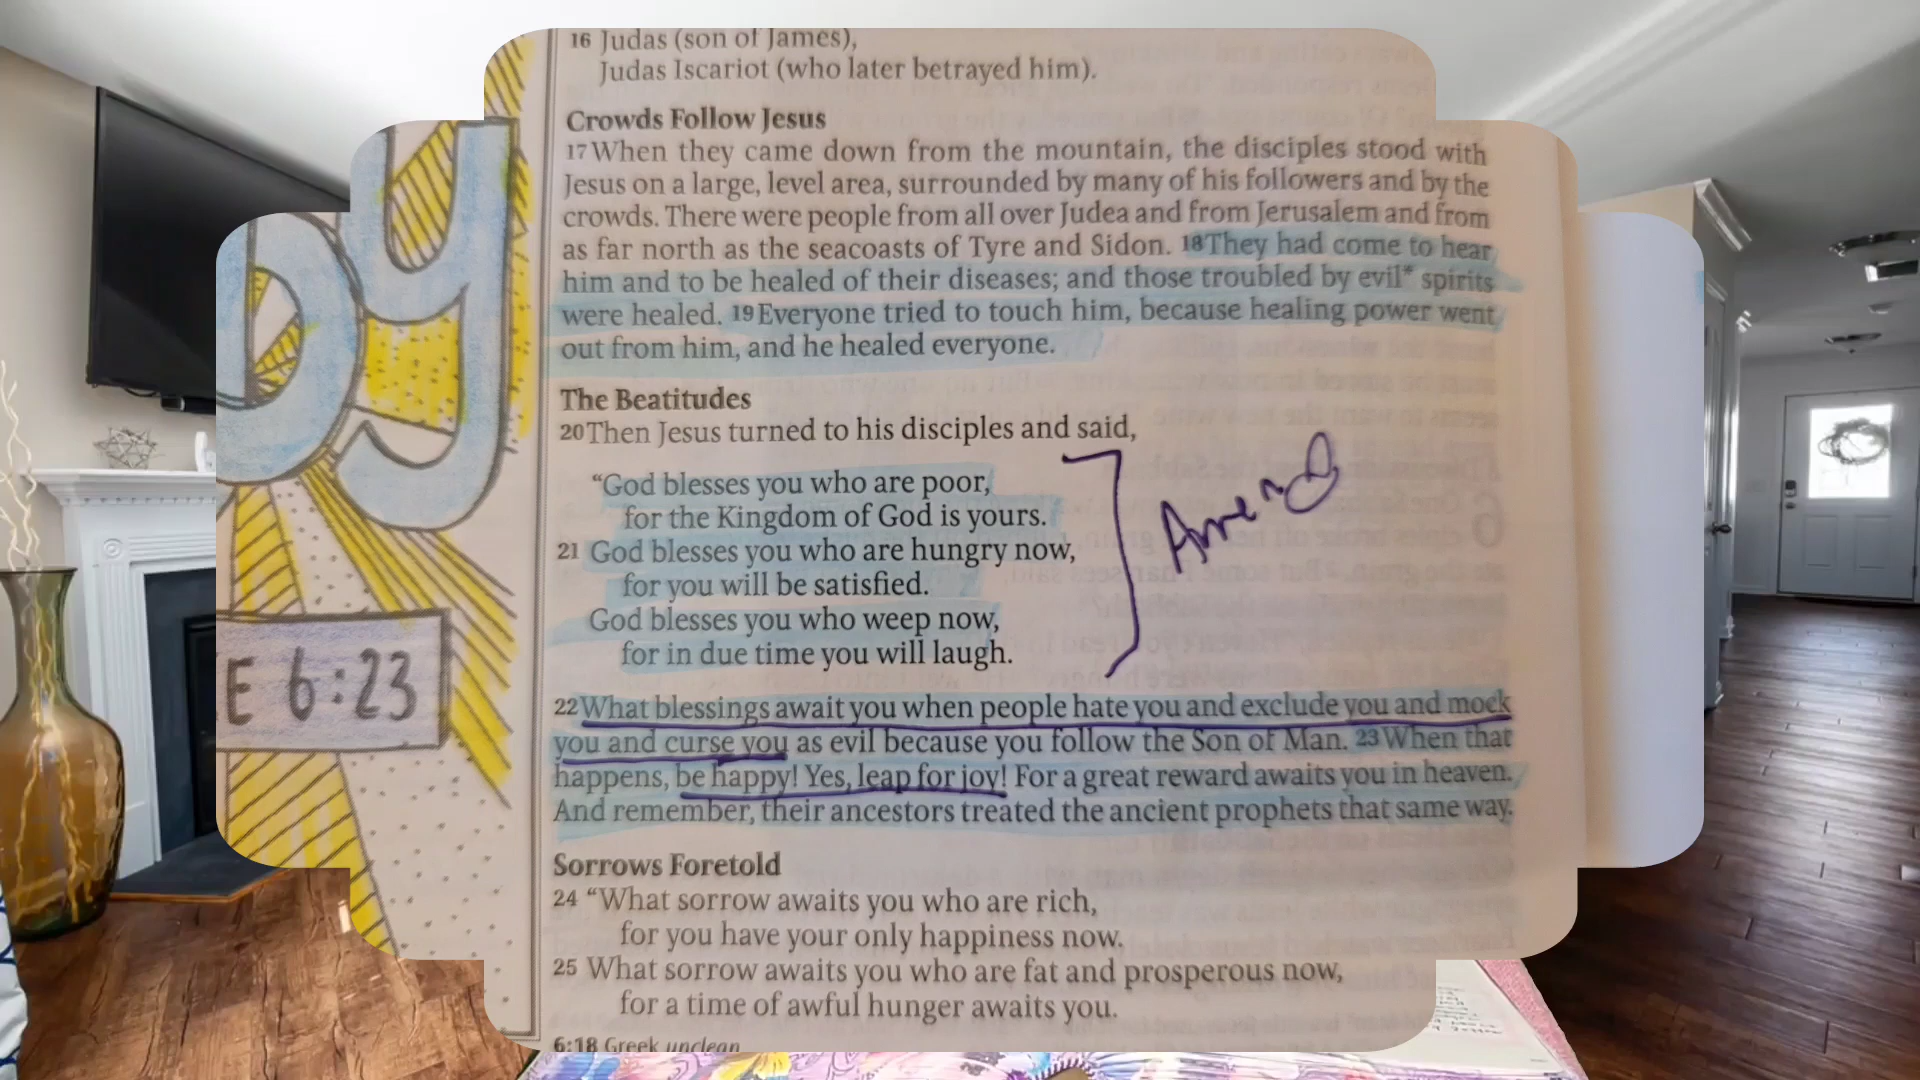 16 Judas (son of James),
Judas Iscariot (who later betrayed him).
Crowds Follow Jesus
17 When they came down from the mountain, the disciples stood with
Jesus on a large, level area, surrounded by many of his followers and by the
crowds. There were people from all over Judea and from Jerusalem and from
as far north as the seacoasts of Tyre and Sidon. 18 They had come to hear
him and to be healed of their diseases; and those troubled by evil* spirits
were healed. 19 Everyone tried to touch him, because healing power went
out from him, and he healed everyone.
The Beatitudes
20 Then Jesus turned to his disciples and said,
“God blesses you who are poor,
for the Kingdom of God is yours.
21 God blesses you who are hungry now,
for you will be satisfied.
God blesses you who weep now,
for in due time you will laugh.
Amen
22 What blessings await you when people hate you and exclude you and mock
you and curse you as evil because you follow the Son of Man. 23 When that
happens, be happy! Yes, leap for joy! For a great reward awaits you in heaven.
And remember, their ancestors treated the ancient prophets that same way.
Sorrows Foretold
24 “What sorrow awaits you who are rich,
for you have your only happiness now.
25 What sorrow awaits you who are fat and prosperous now,
for a time of awful hunger awaits you.
6:18 Greek unclean
oy
E 6:23